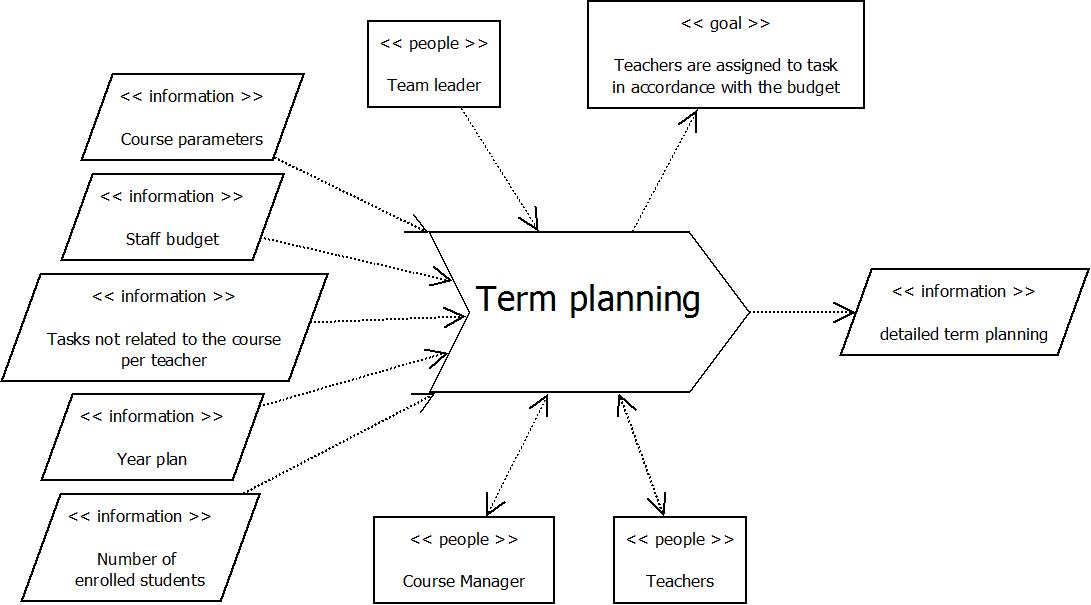 << people >>
Team leader
<< goal >>
Teachers are assigned to task
in accordance with the budget
<< information >>
Course parameters
<< information >>
Staff budget
<< information >>
Tasks not related to the course
per teacher
<< information >>
Year plan
<< information >>
Number of
enrolled students
Term planning
<< information >>
detailed term planning
<< people >>
Course Manager
<< people >>
Teachers